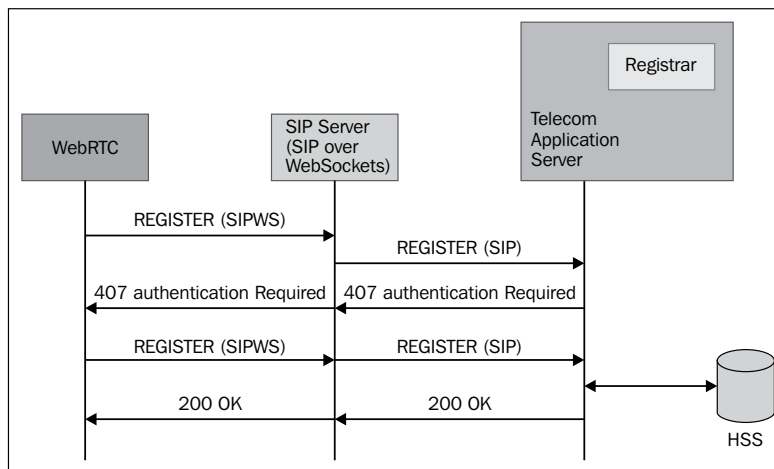 Registrar
WebRTC
SIP Server
(SIP over
WebSockets)
Telecom
Application
Server
REGISTER (SIPWS)
REGISTER (SIP)
407 authentication Required
407 authentication Required
REGISTER (SIPWS)
REGISTER (SIP)
200 OK
200 OK
HSS